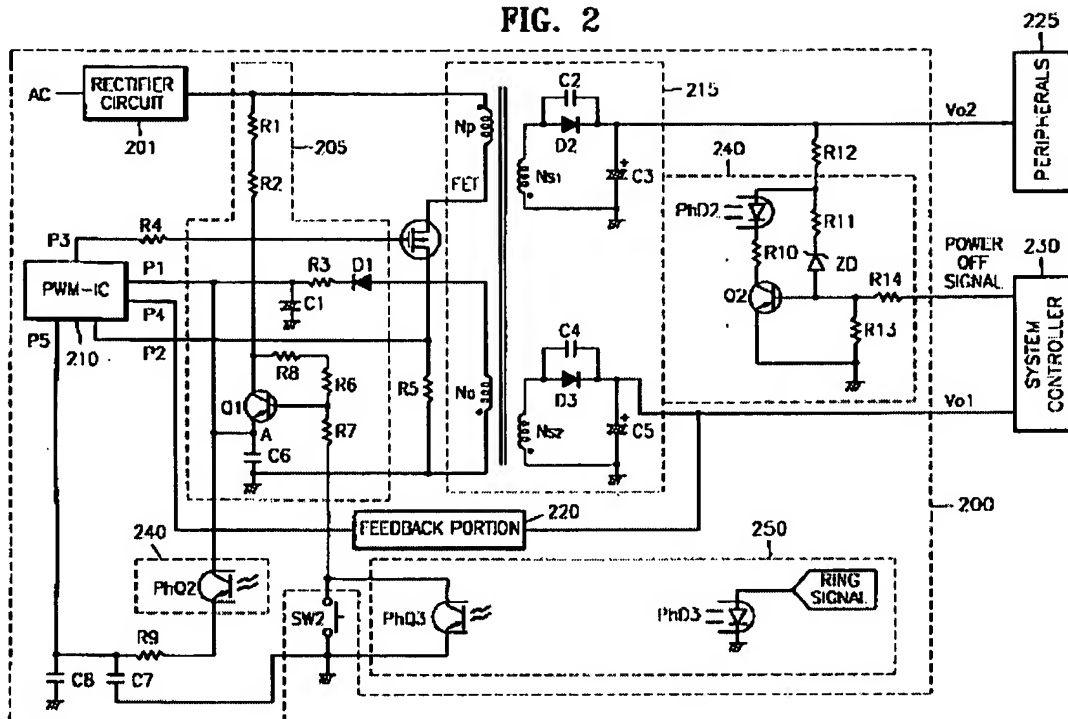 FIG. 2
225
AC
RECTIFIER
CIRCUIT
201
R1
205
R2
Np
FET
C2
D2
NS1
C3
215
Vo2
PERIPHERALS
240
R12
PhD2
R11
R10
ZD
Q2
R14
R13
POWER
OFF
SIGNAL
230
SYSTEM
CONTROLLER
P3
R4
P1
R3
D1
PWM-IC
P4
C1
P5
210
P2
R8
R6
R5
Q1
R7
A
C6
C4
D3
NS2
C5
Vo1
FEEDBACK PORTION
220
200
240
PhQ2
250
RING
SIGNAL
SW2
PhQ3
PhD3
R9
C8
C7